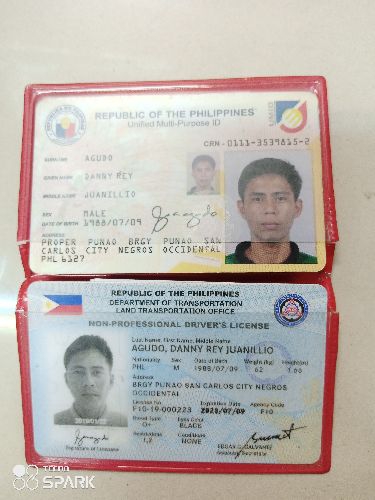 REPUBLIC OF THE PHILIPPINES
Unified Multi-Purpose ID
CRN - 0111-3539815-2
SURNAME AGUDO
GIVEN NAME DANNY REY
MIDDLE NAME JUANILLIO
SEX MALE
DATE OF BIRTH 1988/07/09
ADDRESS
PROPER PUNAO BRGY PUNAO SAN
CARLOS CITY NEGROS OCCIDENTAL
PHL 6127
REPUBLIC OF THE PHILIPPINES
DEPARTMENT OF TRANSPORTATION
LAND TRANSPORTATION OFFICE
NON-PROFESSIONAL DRIVER'S LICENSE
Last Name, First Name, Middle Name
AGUDO, DANNY REY JUANILLIO
Nationality Sex Date of Birth Weight (kg) Height(m)
PHL M 1988/07/09 62 1.60
Address
BRGY PUNAO SAN CARLOS CITY NEGROS
OCCIDENTAL
License No. Expiration Date Agency Code
F10-19-000223 2023/07/09 F10
Blood Type Eyes Color
O+ BLACK
Restrictions Conditions
1,2 NONE
Signature of Licensee
Assistant Secretary
TECNO
SPARK